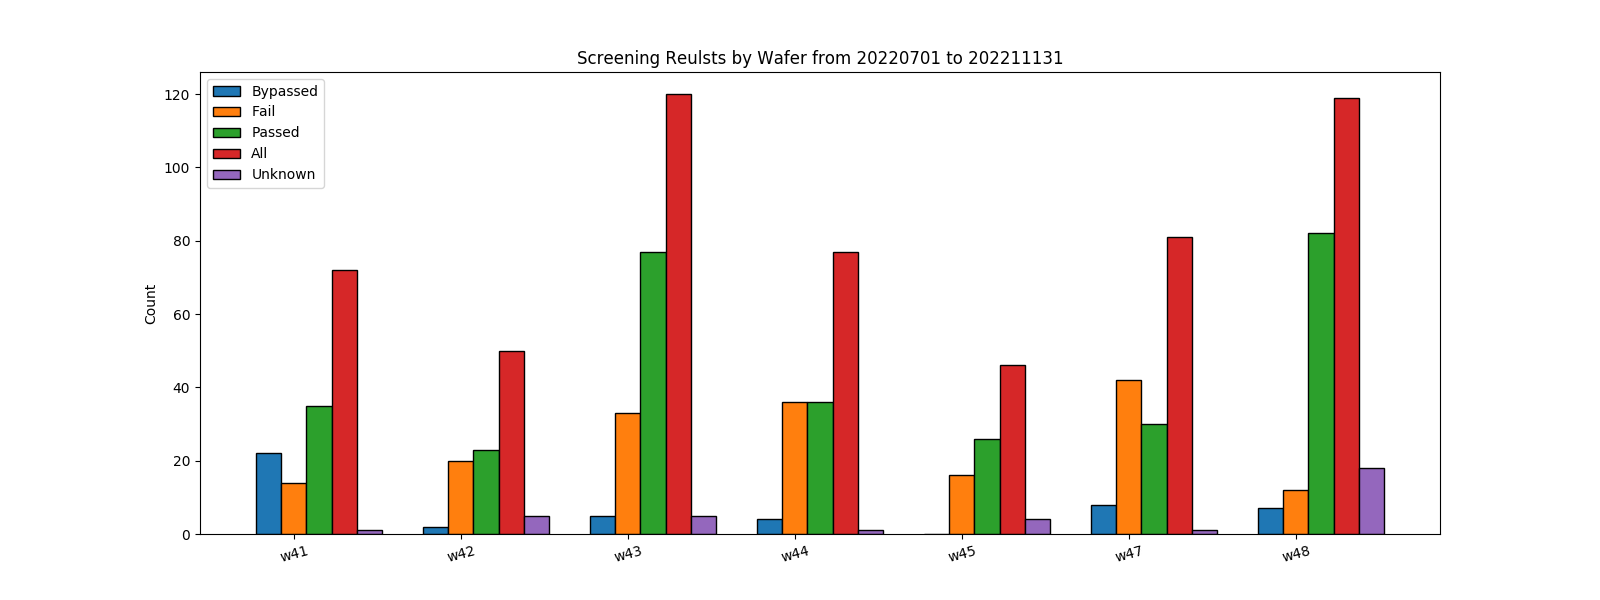 Screening Reulsts by Wafer from 20220701 to 202211131
Bypassed
Fail
Passed
All
Unknown
120
100
80
60
40
20
0
Count
w41
w42
w43
w44
w45
w47
w48